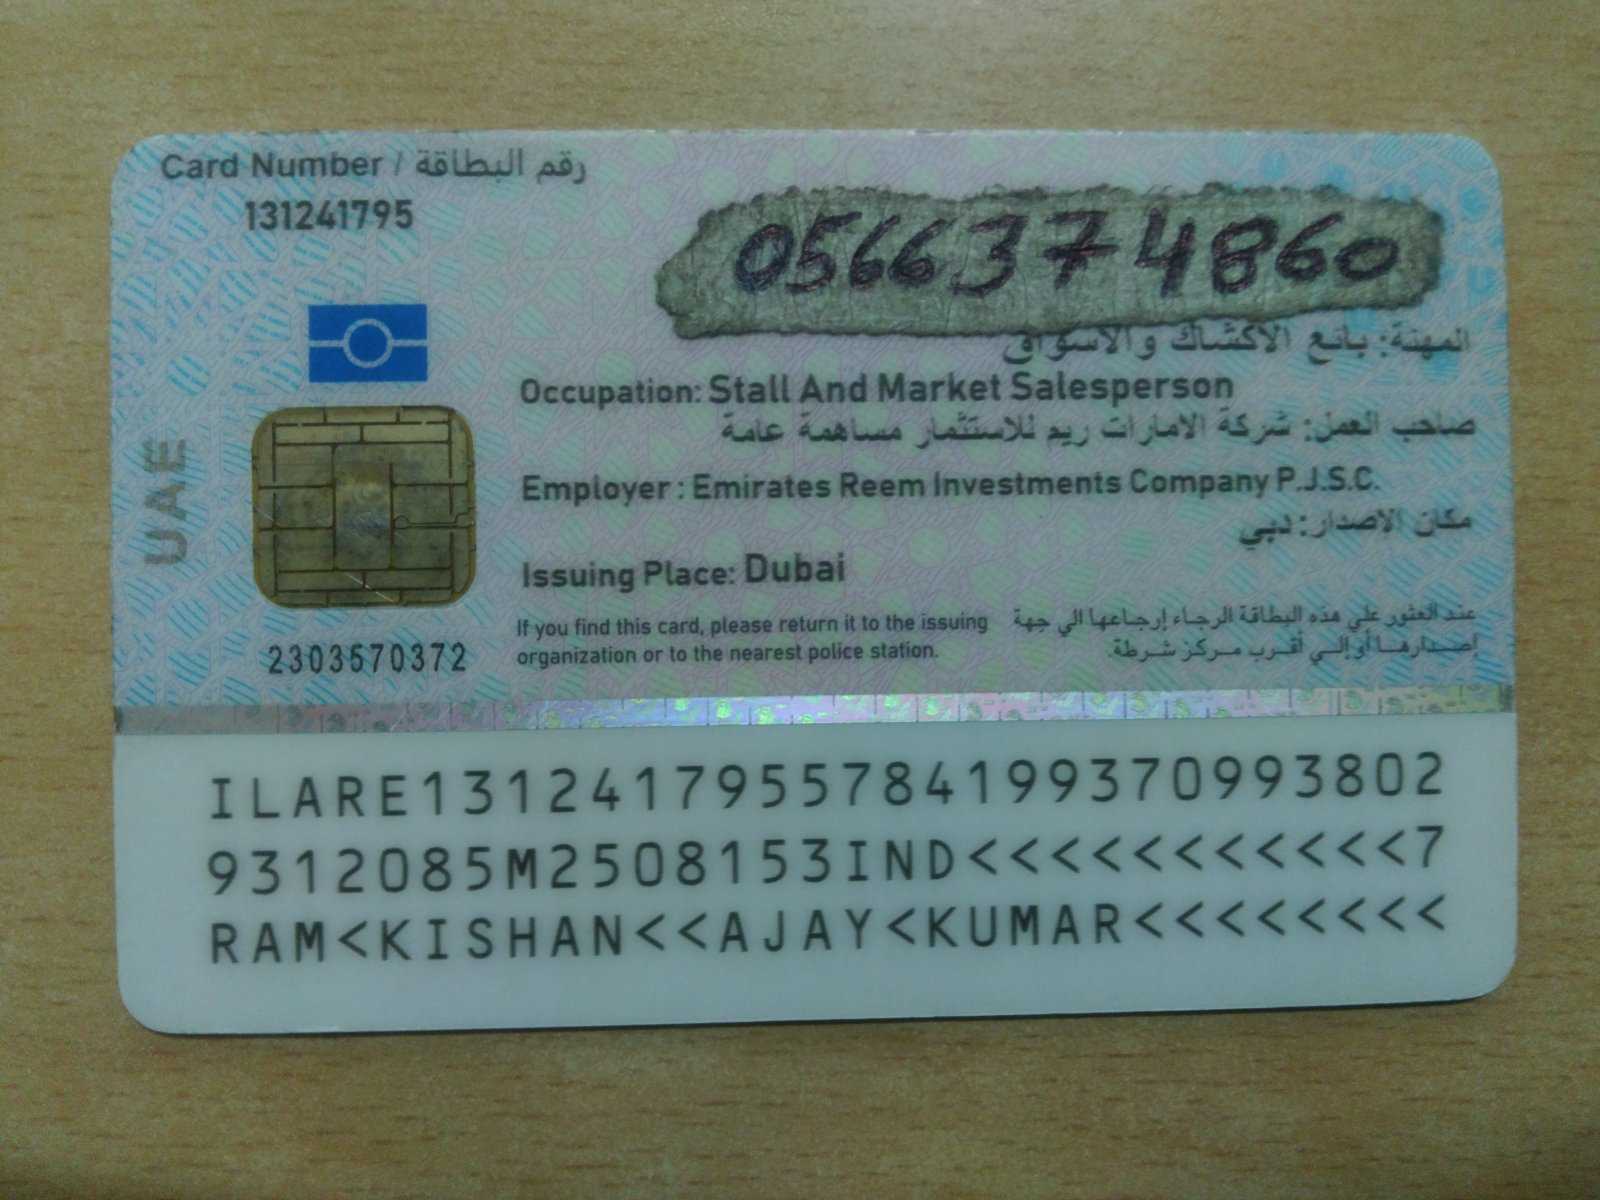 Card Number / رقم البطاقة
131241795
0566374860
المهنة: بائع الاكشاك والاسواق
Occupation: Stall And Market Salesperson
صاحب العمل: شركة الامارات ريم للاستثمار مساهمة عامة
Employer : Emirates Reem Investments Company P.J.S.C.
مكان الاصدار: دبي
Issuing Place: Dubai
UAE
If you find this card, please return it to the issuing
organization or to the nearest police station.
عند العثور علي هذه البطاقة الرجاء إرجاعها الي جهة
إصدارها أو إلي أقرب مركز شرطة.
2303570372
ILARE1312417955784199370993802
9312085M2508153IND<<<<<<<<<<<7
RAM<KISHAN<<AJAY<KUMAR<<<<<<<<